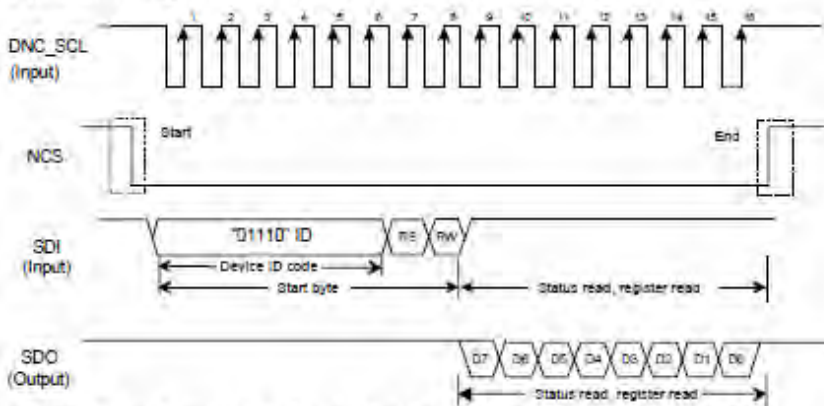 1 2 3 4 5 6 7 8 9 10 11 12 13 14 15 16
DNC_SCL
(Input)
Start
End
NCS
"01110" ID
RS
RW
SDI
(Input)
Device ID code
Start byte
Status read, register read
SDO
(Output)
D7 D6 D5 D4 D3 D2 D1 D0
Status read, register read